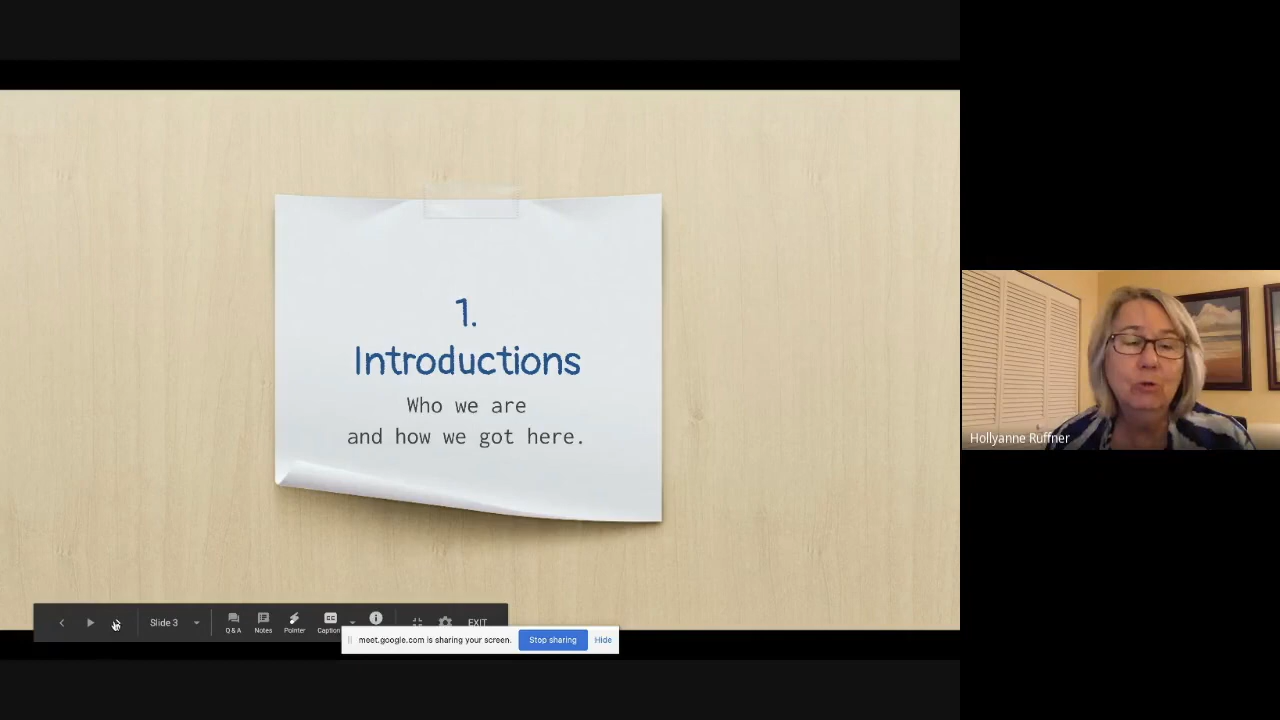 1.
Introductions
Who we are
and how we got here.
Hollyanne Ruffner
Slide 3
Q & A
Notes
Pointer
Caption
EXIT
meet.google.com is sharing your screen.
Stop sharing
Hide